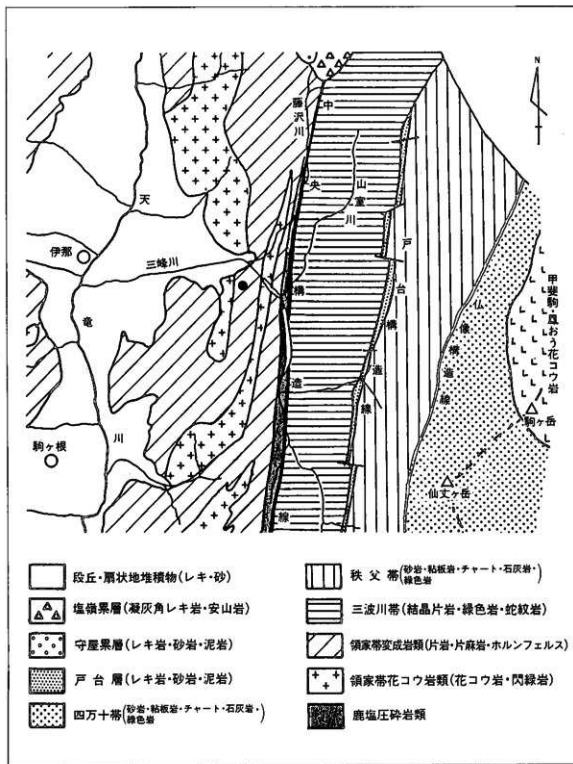 N
藤沢川
中央構造線
山室川
戸台構造線
仏像構造線
甲斐駒鳳おう花コウ岩
天竜川
伊那
三峰川
駒ヶ根
駒ヶ岳
仙丈ヶ岳
段丘・扇状地堆積物(レキ・砂)
塩嶺累層(凝灰角レキ岩・安山岩)
守屋累層(レキ岩・砂岩・泥岩)
戸台層(レキ岩・砂岩・泥岩)
四万十帯(砂岩・粘板岩・チャート・石灰岩・緑色岩)
秩父帯(砂岩・粘板岩・チャート・石灰岩・緑色岩)
三波川帯(結晶片岩・緑色岩・蛇紋岩)
領家帯変成岩類(片岩・片麻岩・ホルンフェルス)
領家帯花コウ岩類(花コウ岩・閃緑岩)
鹿塩圧砕岩類